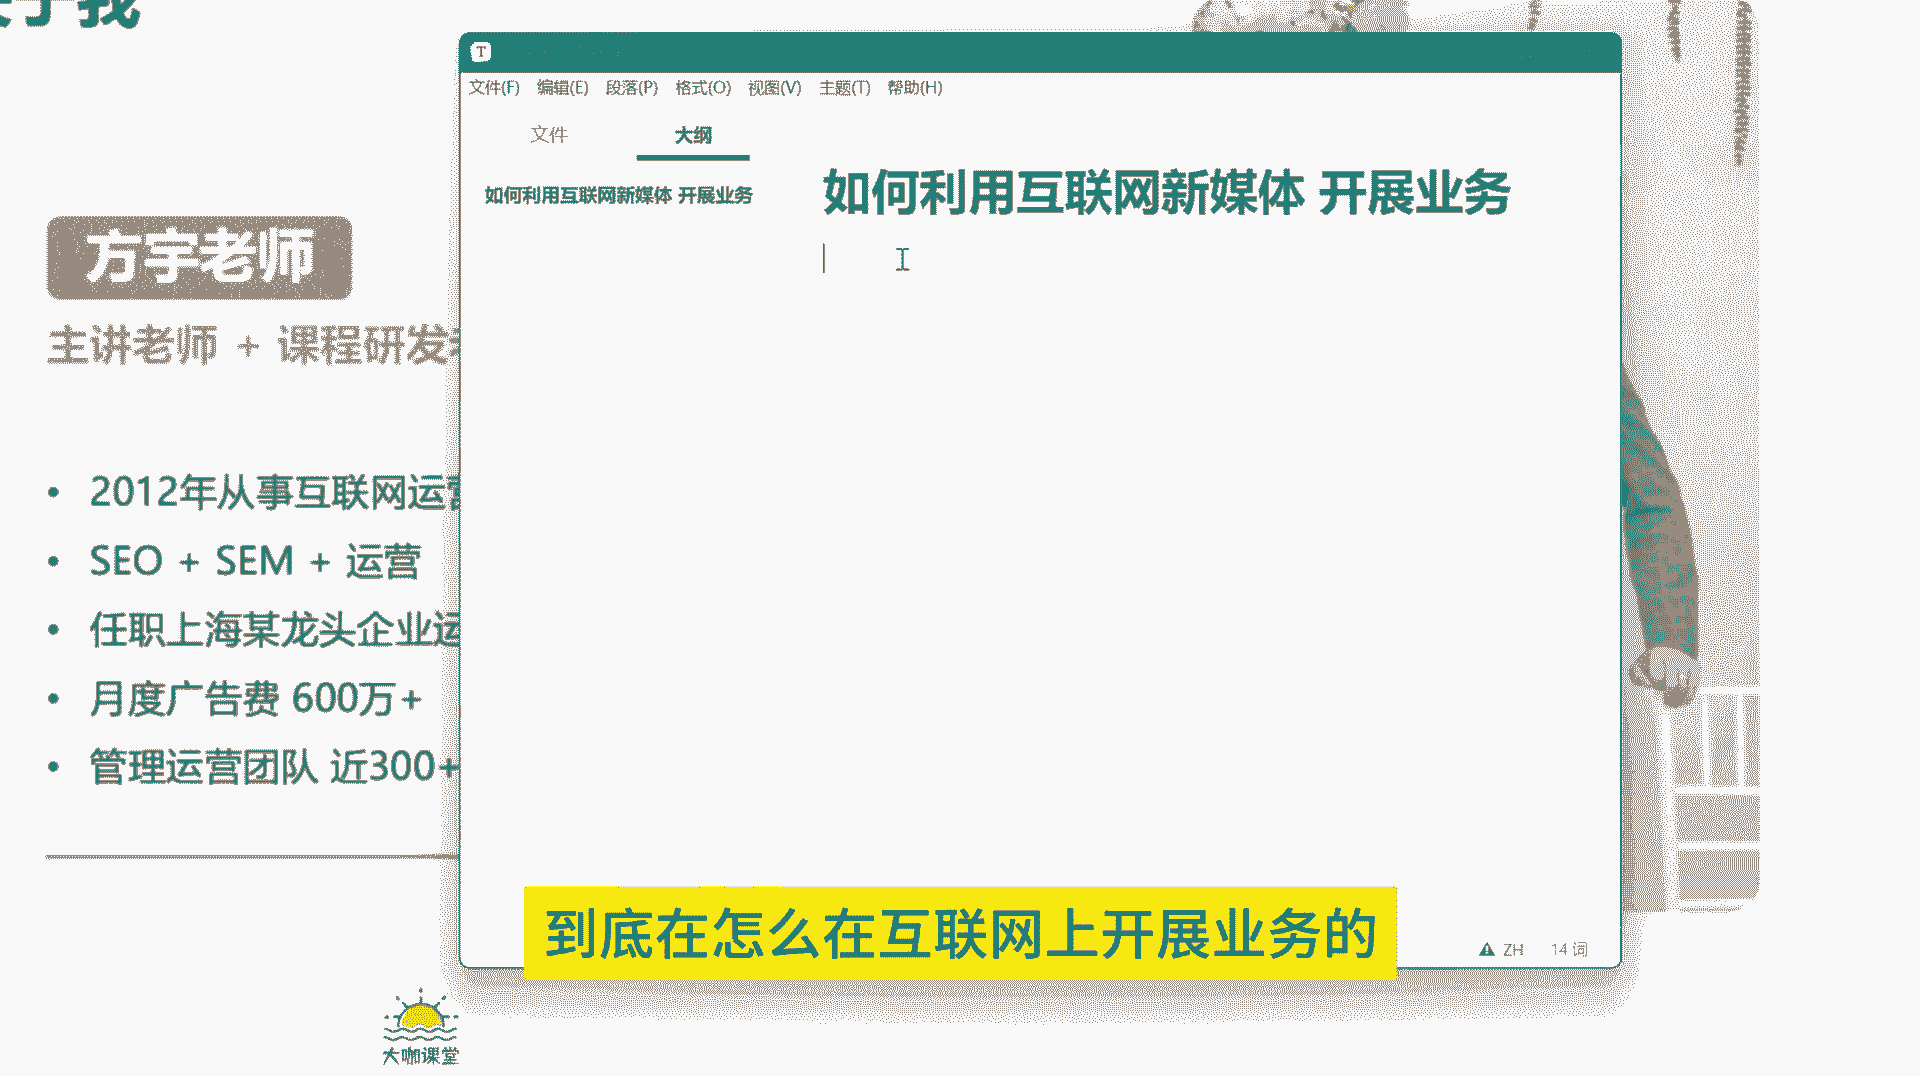 于我
T
文件(F) 编辑(E) 段落(P) 格式(O) 视图(V) 主题(T) 帮助(H)
文件 大纲
如何利用互联网新媒体 开展业务
如何利用互联网新媒体 开展业务
方宇老师
主讲老师 + 课程研发
• 2012年从事互联网运营
• SEO + SEM + 运营
• 任职上海某龙头企业运
• 月度广告费 600万+
• 管理运营团队 近300+
到底在怎么在互联网上开展业务的
ZH 14 词
大咖课堂